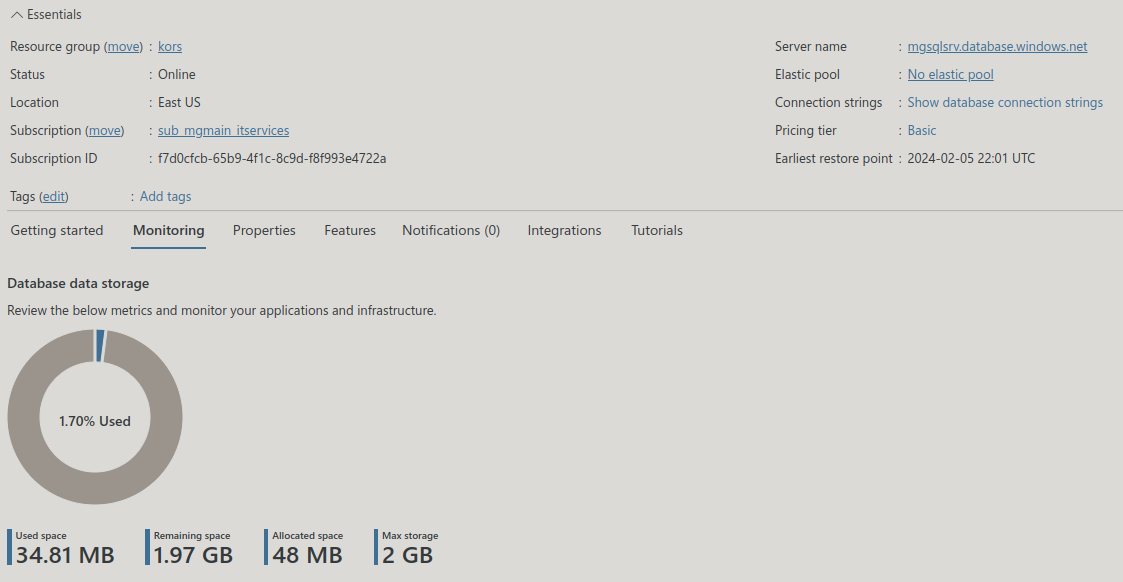 Essentials
Resource group (move) : kors
Status : Online
Location : East US
Subscription (move) : sub_mgmain_itservices
Subscription ID : f7d0cfcb-65b9-4f1c-8c9d-f8f993e4722a
Tags (edit) : Add tags
Server name : mgsqlsrv.database.windows.net
Elastic pool : No elastic pool
Connection strings : Show database connection strings
Pricing tier : Basic
Earliest restore point : 2024-02-05 22:01 UTC
Getting started Monitoring Properties Features Notifications (0) Integrations Tutorials
Database data storage
Review the below metrics and monitor your applications and infrastructure.
1.70% Used
Used space
34.81 MB
Remaining space
1.97 GB
Allocated space
48 MB
Max storage
2 GB